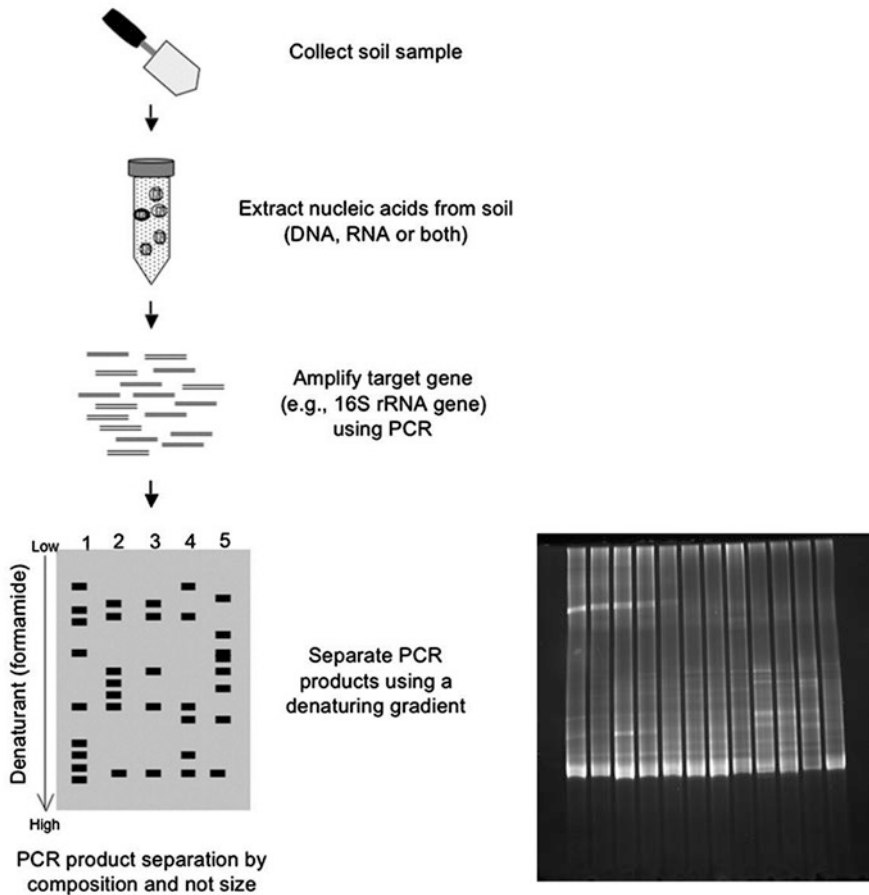 Collect soil sample
Extract nucleic acids from soil
(DNA, RNA or both)
Amplify target gene
(e.g., 16S rRNA gene)
using PCR
Low
1 2 3 4 5
Denaturant (formamide)
High
Separate PCR
products using a
denaturing gradient
PCR product separation by
composition and not size